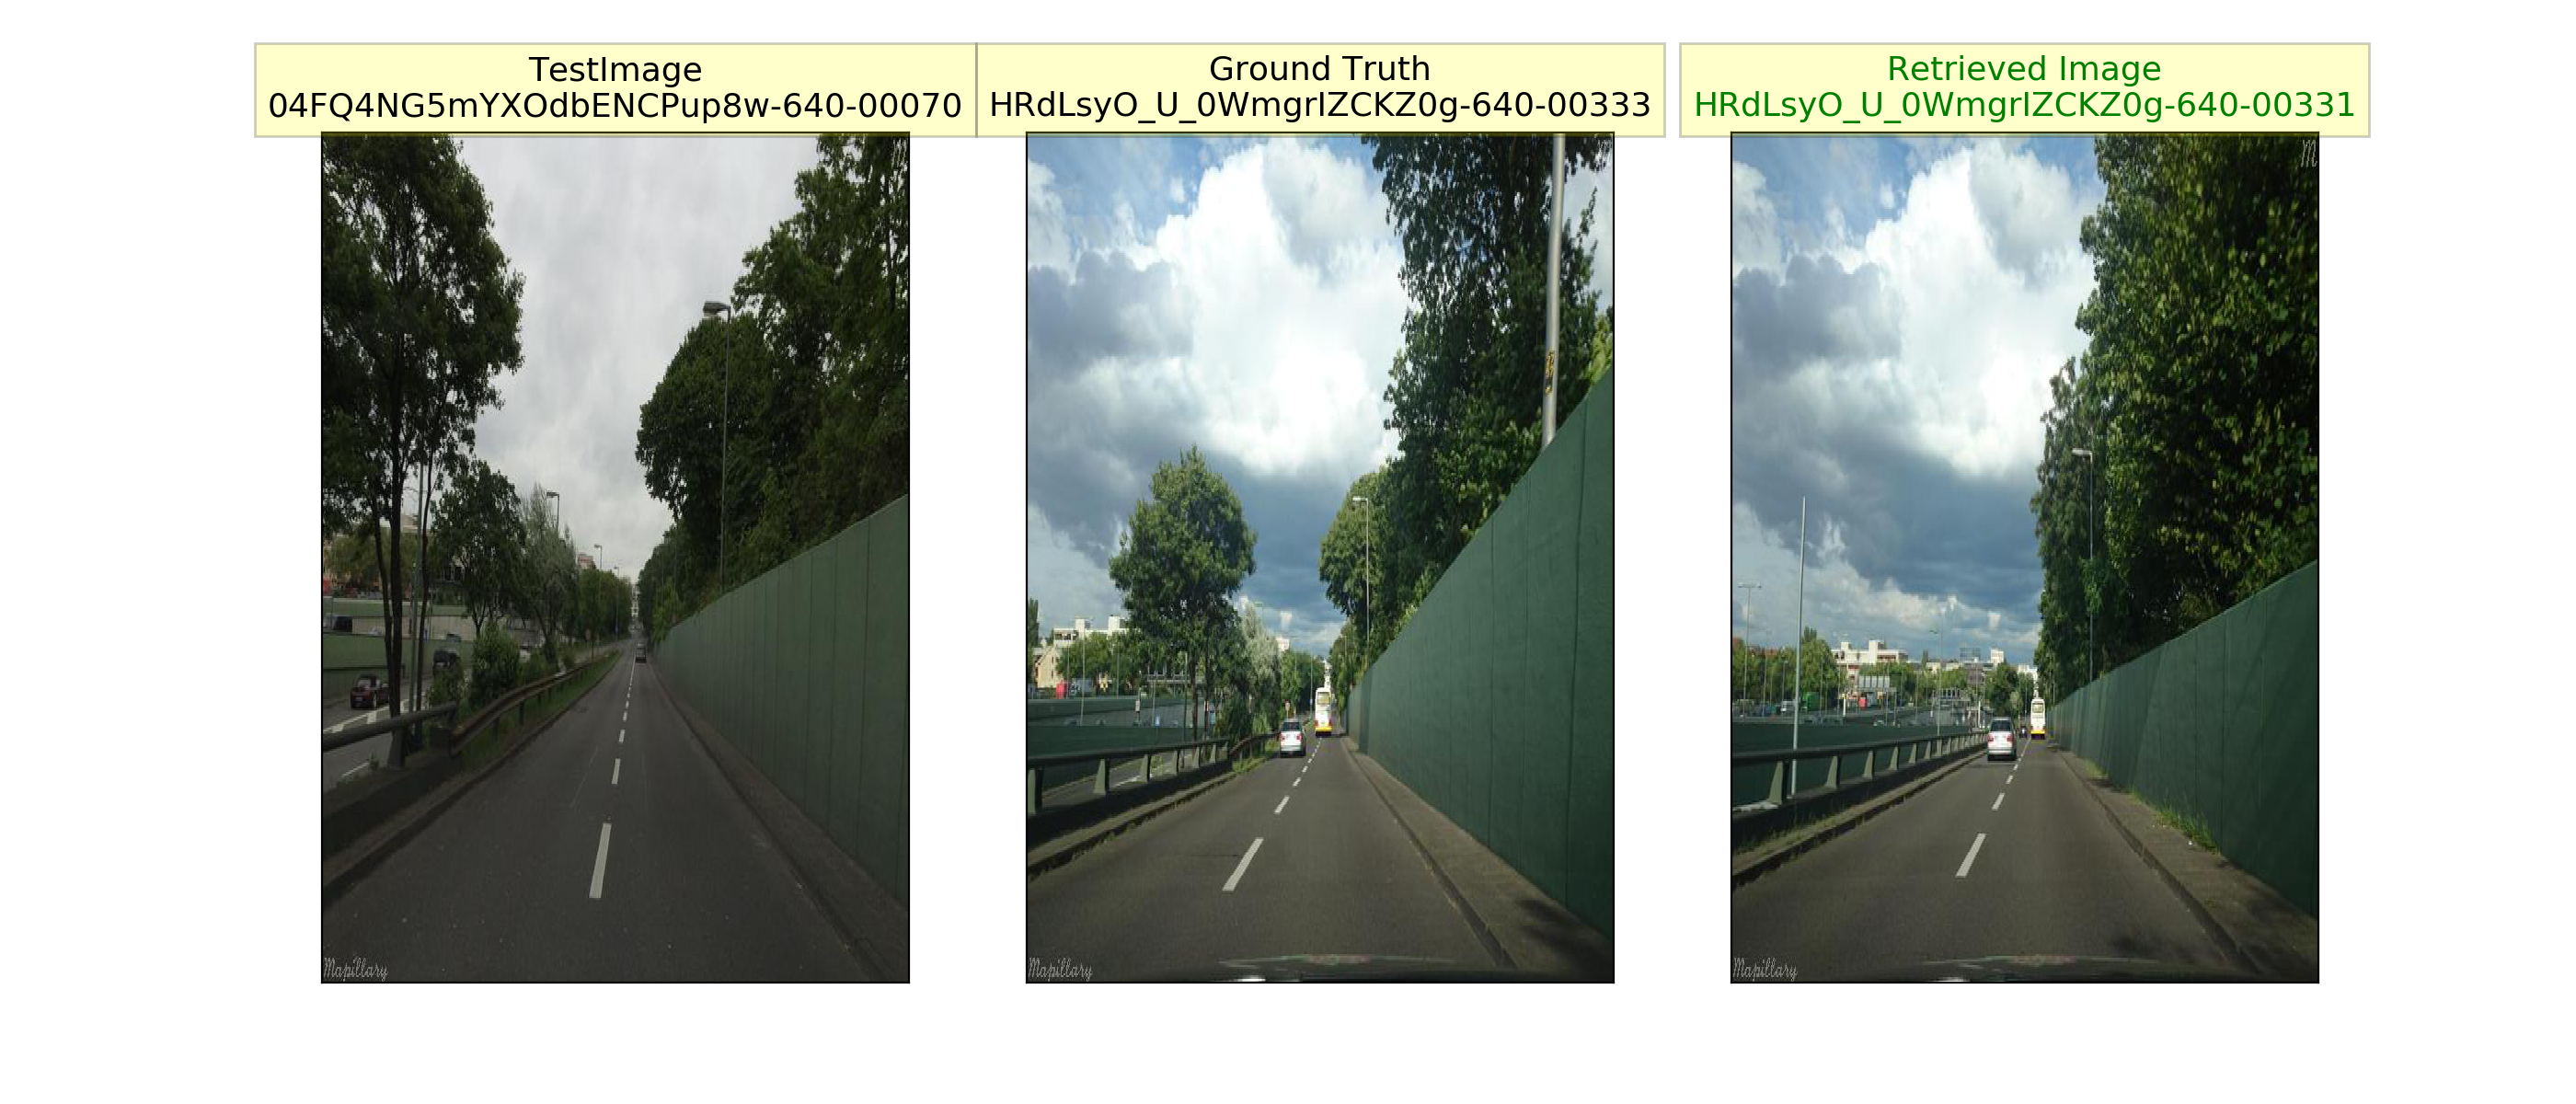 TestImage
04FQ4NG5mYXOdbENCPup8w-640-00070
Ground Truth
HRdLsyO_U_0WmgrIZCKZ0g-640-00333
Retrieved Image
HRdLsyO_U_0WmgrIZCKZ0g-640-00331
M
Mapillary
Mapillary
Mapillary